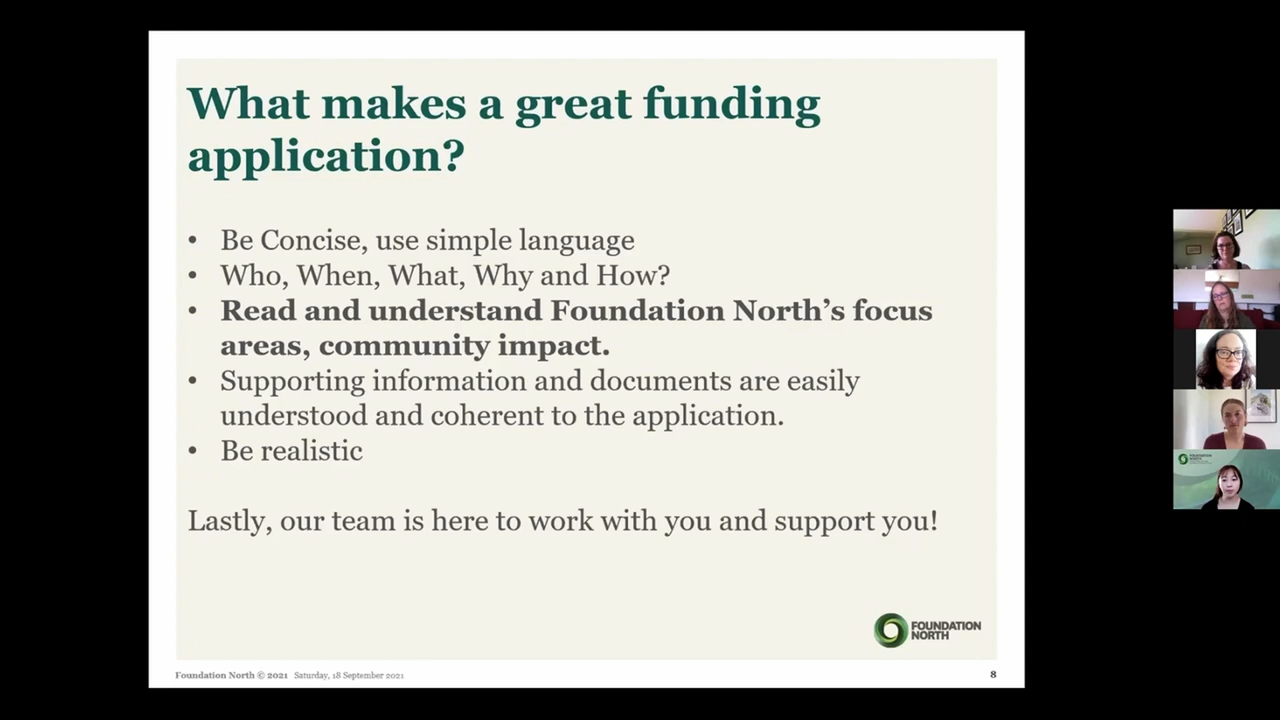 What makes a great funding
application?
• Be Concise, use simple language
• Who, When, What, Why and How?
• Read and understand Foundation North’s focus
areas, community impact.
• Supporting information and documents are easily
understood and coherent to the application.
• Be realistic
Lastly, our team is here to work with you and support you!
FOUNDATION
NORTH
Foundation North © 2021 Saturday, 18 September 2021
8
FOUNDATION
NORTH